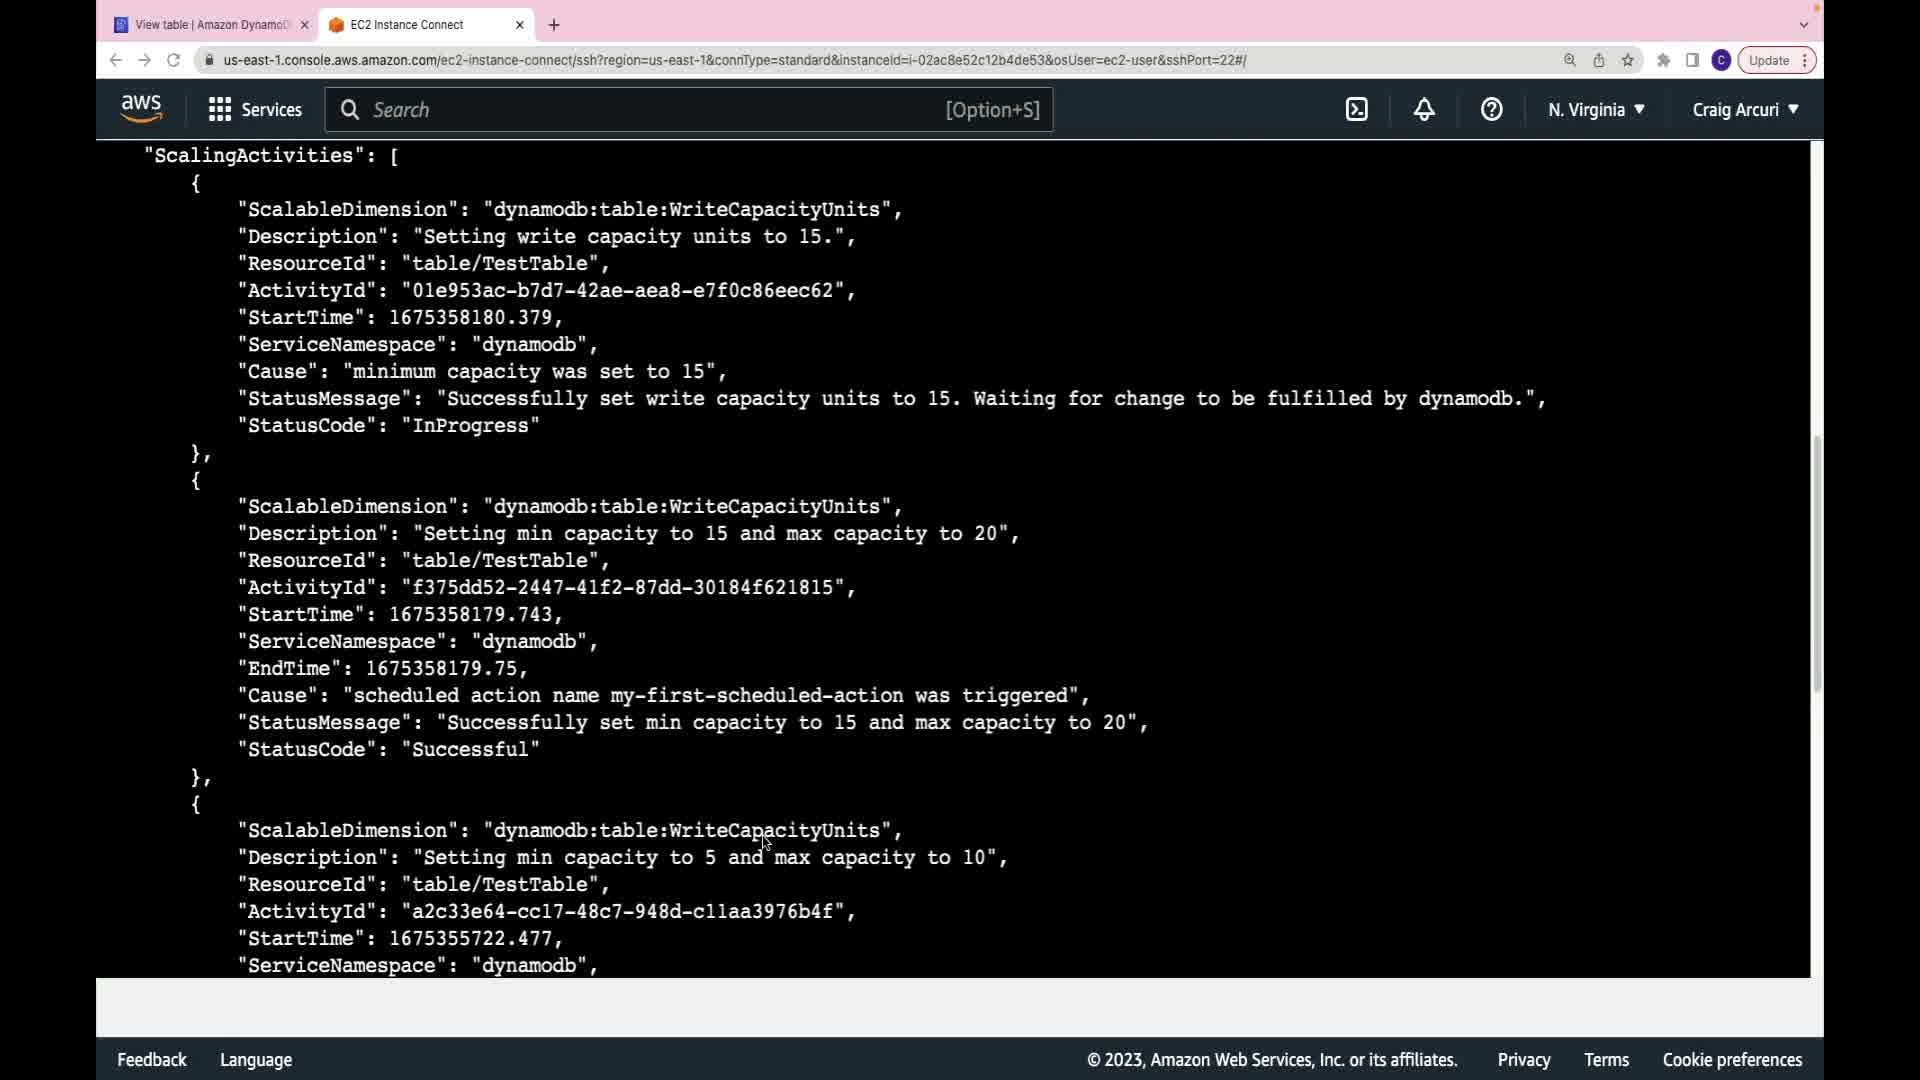 View table | Amazon DynamoD
EC2 Instance Connect
us-east-1.console.aws.amazon.com/ec2-instance-connect/ssh?region=us-east-1&connType=standard&instanceId=i-02ac8e52c12b4de53&osUser=ec2-user&sshPort=22#/
C
Update
aws
Services
Search
[Option+S]
N. Virginia
Craig Arcuri
"ScalingActivities": [
{
"ScalableDimension": "dynamodb:table:WriteCapacityUnits",
"Description": "Setting write capacity units to 15.",
"ResourceId": "table/TestTable",
"ActivityId": "01e953ac-b7d7-42ae-aea8-e7f0c86eec62",
"StartTime": 1675358180.379,
"ServiceNamespace": "dynamodb",
"Cause": "minimum capacity was set to 15",
"StatusMessage": "Successfully set write capacity units to 15. Waiting for change to be fulfilled by dynamodb.",
"StatusCode": "InProgress"
},
{
"ScalableDimension": "dynamodb:table:WriteCapacityUnits",
"Description": "Setting min capacity to 15 and max capacity to 20",
"ResourceId": "table/TestTable",
"ActivityId": "f375dd52-2447-41f2-87dd-30184f621815",
"StartTime": 1675358179.743,
"ServiceNamespace": "dynamodb",
"EndTime": 1675358179.75,
"Cause": "scheduled action name my-first-scheduled-action was triggered",
"StatusMessage": "Successfully set min capacity to 15 and max capacity to 20",
"StatusCode": "Successful"
},
{
"ScalableDimension": "dynamodb:table:WriteCapacityUnits",
"Description": "Setting min capacity to 5 and max capacity to 10",
"ResourceId": "table/TestTable",
"ActivityId": "a2c33e64-cc17-48c7-948d-c11aa3976b4f",
"StartTime": 1675355722.477,
"ServiceNamespace": "dynamodb",
Feedback
Language
© 2023, Amazon Web Services, Inc. or its affiliates.
Privacy
Terms
Cookie preferences